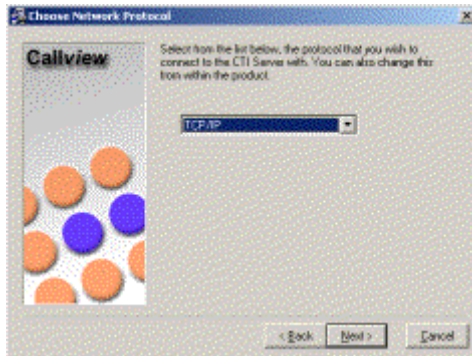 Choose Network Protocol
Callview
Select from the list below, the protocol that you wish to
connect to the CTI Server with. You can also change this
from within the product.
TCP/IP
< Back
Next >
Cancel